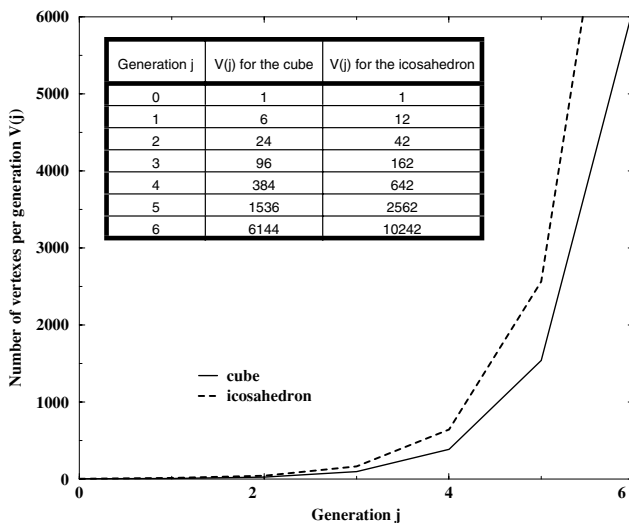 6000
5000
4000
3000
2000
1000
0
Number of vertexes per generation V(j)
Generation j V(j) for the cube V(j) for the icosahedron
0 1 1
1 6 12
2 24 42
3 96 162
4 384 642
5 1536 2562
6 6144 10242
cube
icosahedron
0 2 4 6
Generation j